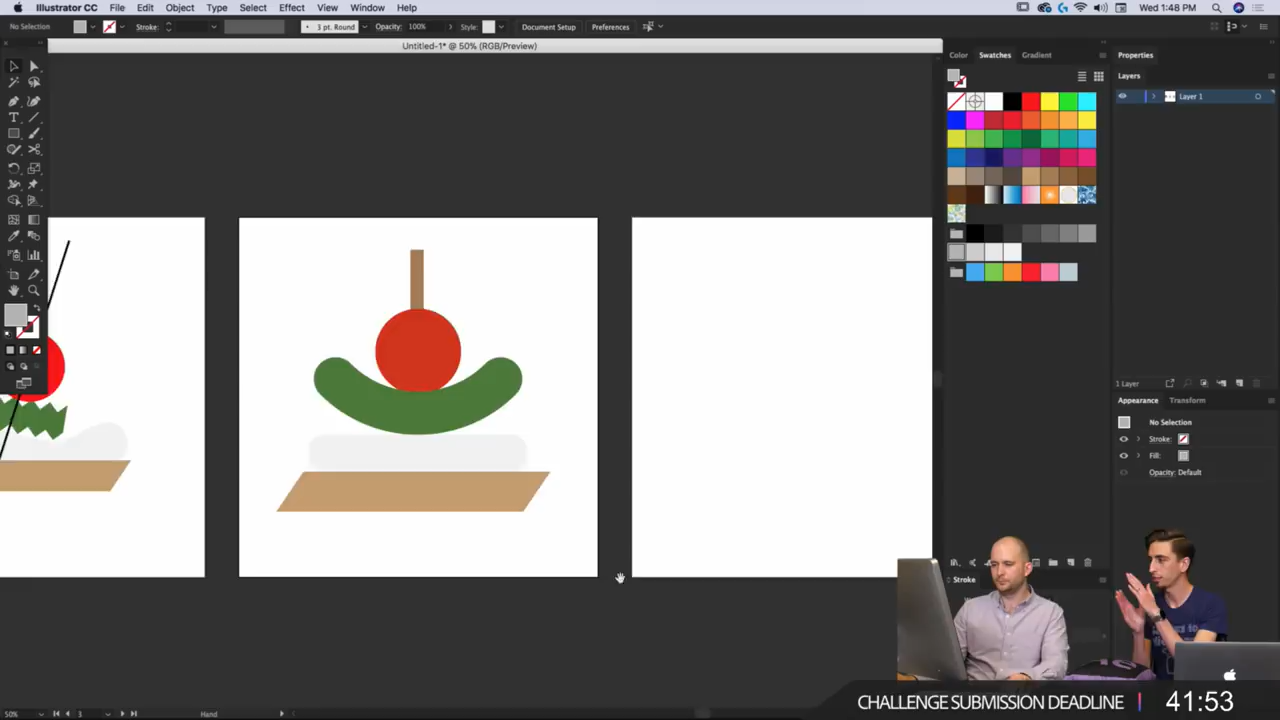 Illustrator CC File Edit Object Type Select Effect View Window Help
Wed 1:48 PM
No Selection
Stroke:
3 pt. Round
Opacity: 100%
Style:
Document Setup
Preferences
Untitled-1* @ 50% (RGB/Preview)
Color
Swatches
Gradient
Properties
Layers
Layer 1
1 Layer
Appearance
Transform
No Selection
Stroke:
Fill:
Opacity: Default
Stroke
50%
3
Hand
CHALLENGE SUBMISSION DEADLINE | 41:53